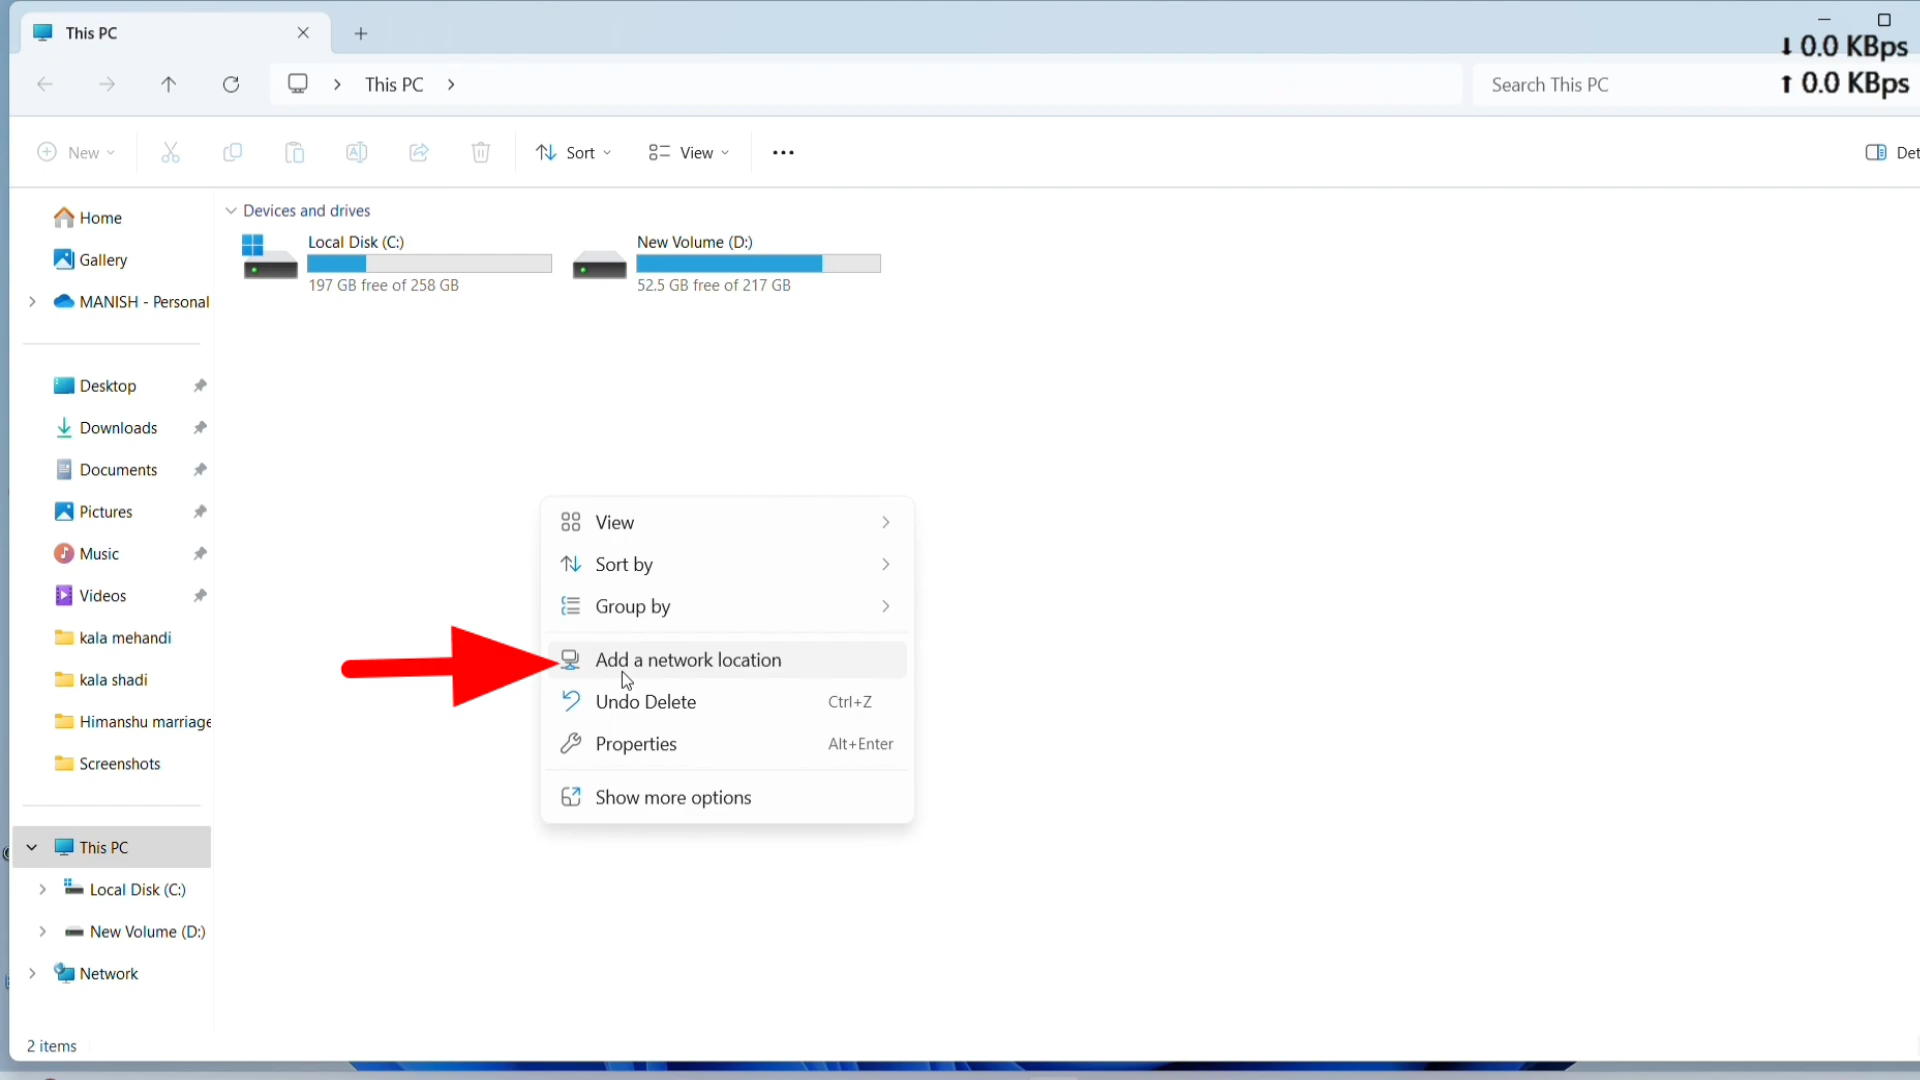 This PC
↓ 0.0 KBps
This PC
Search This PC
↑ 0.0 KBps
New
Sort
View
Det
Home
Gallery
MANISH - Personal
Desktop
Downloads
Documents
Pictures
Music
Videos
kala mehandi
kala shadi
Himanshu marriage
Screenshots
This PC
Local Disk (C:)
New Volume (D:)
Network
Devices and drives
Local Disk (C:)
197 GB free of 258 GB
New Volume (D:)
52.5 GB free of 217 GB
View
Sort by
Group by
Add a network location
Undo Delete Ctrl+Z
Properties Alt+Enter
Show more options
2 items